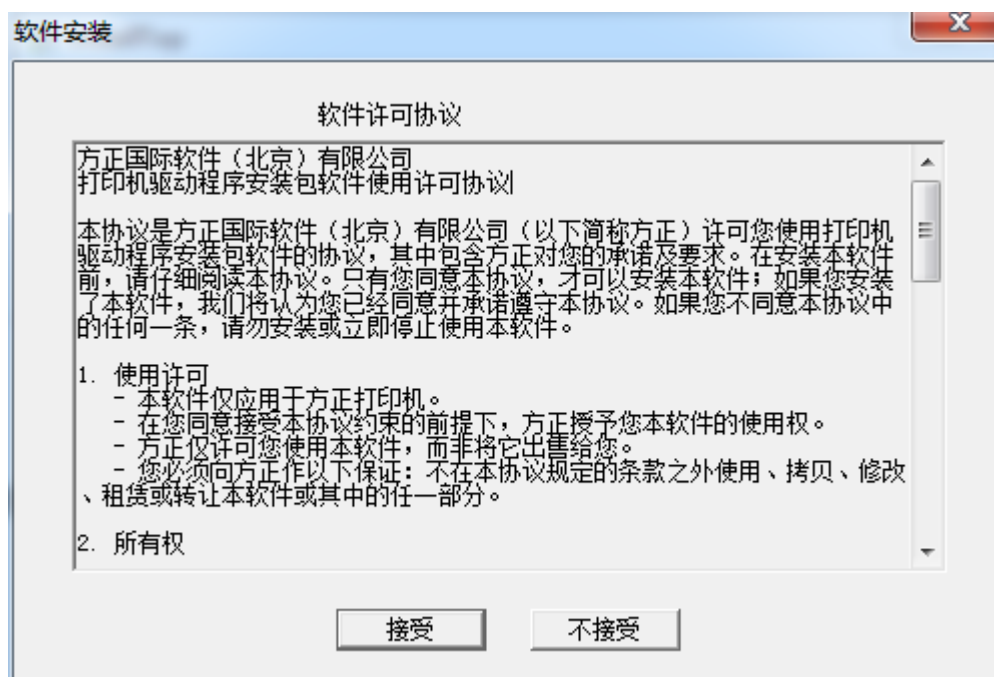 软件安装
软件许可协议
方正国际软件（北京）有限公司
打印机驱动程序安装包软件使用许可协议
本协议是方正国际软件（北京）有限公司（以下简称方正）许可您使用打印机
驱动程序安装包软件的协议，其中包含方正对您的承诺及要求。在安装本软件
前，请仔细阅读本协议。只有您同意本协议，才可以安装本软件；如果您安装
了本软件，我们将认为您已经同意并承诺遵守本协议。如果您不同意本协议中
的任何一条，请勿安装或立即停止使用本软件。
1. 使用许可
- 本软件仅应用于方正打印机。
- 在您同意接受本协议约束的前提下，方正授予您本软件的使用权。
- 方正仅许可您使用本软件，而非将它出售给您。
- 您必须向方正作以下保证：不在本协议规定的条款之外使用、拷贝、修改
、租赁或转让本软件或其中的任一部分。
2. 所有权
接受
不接受